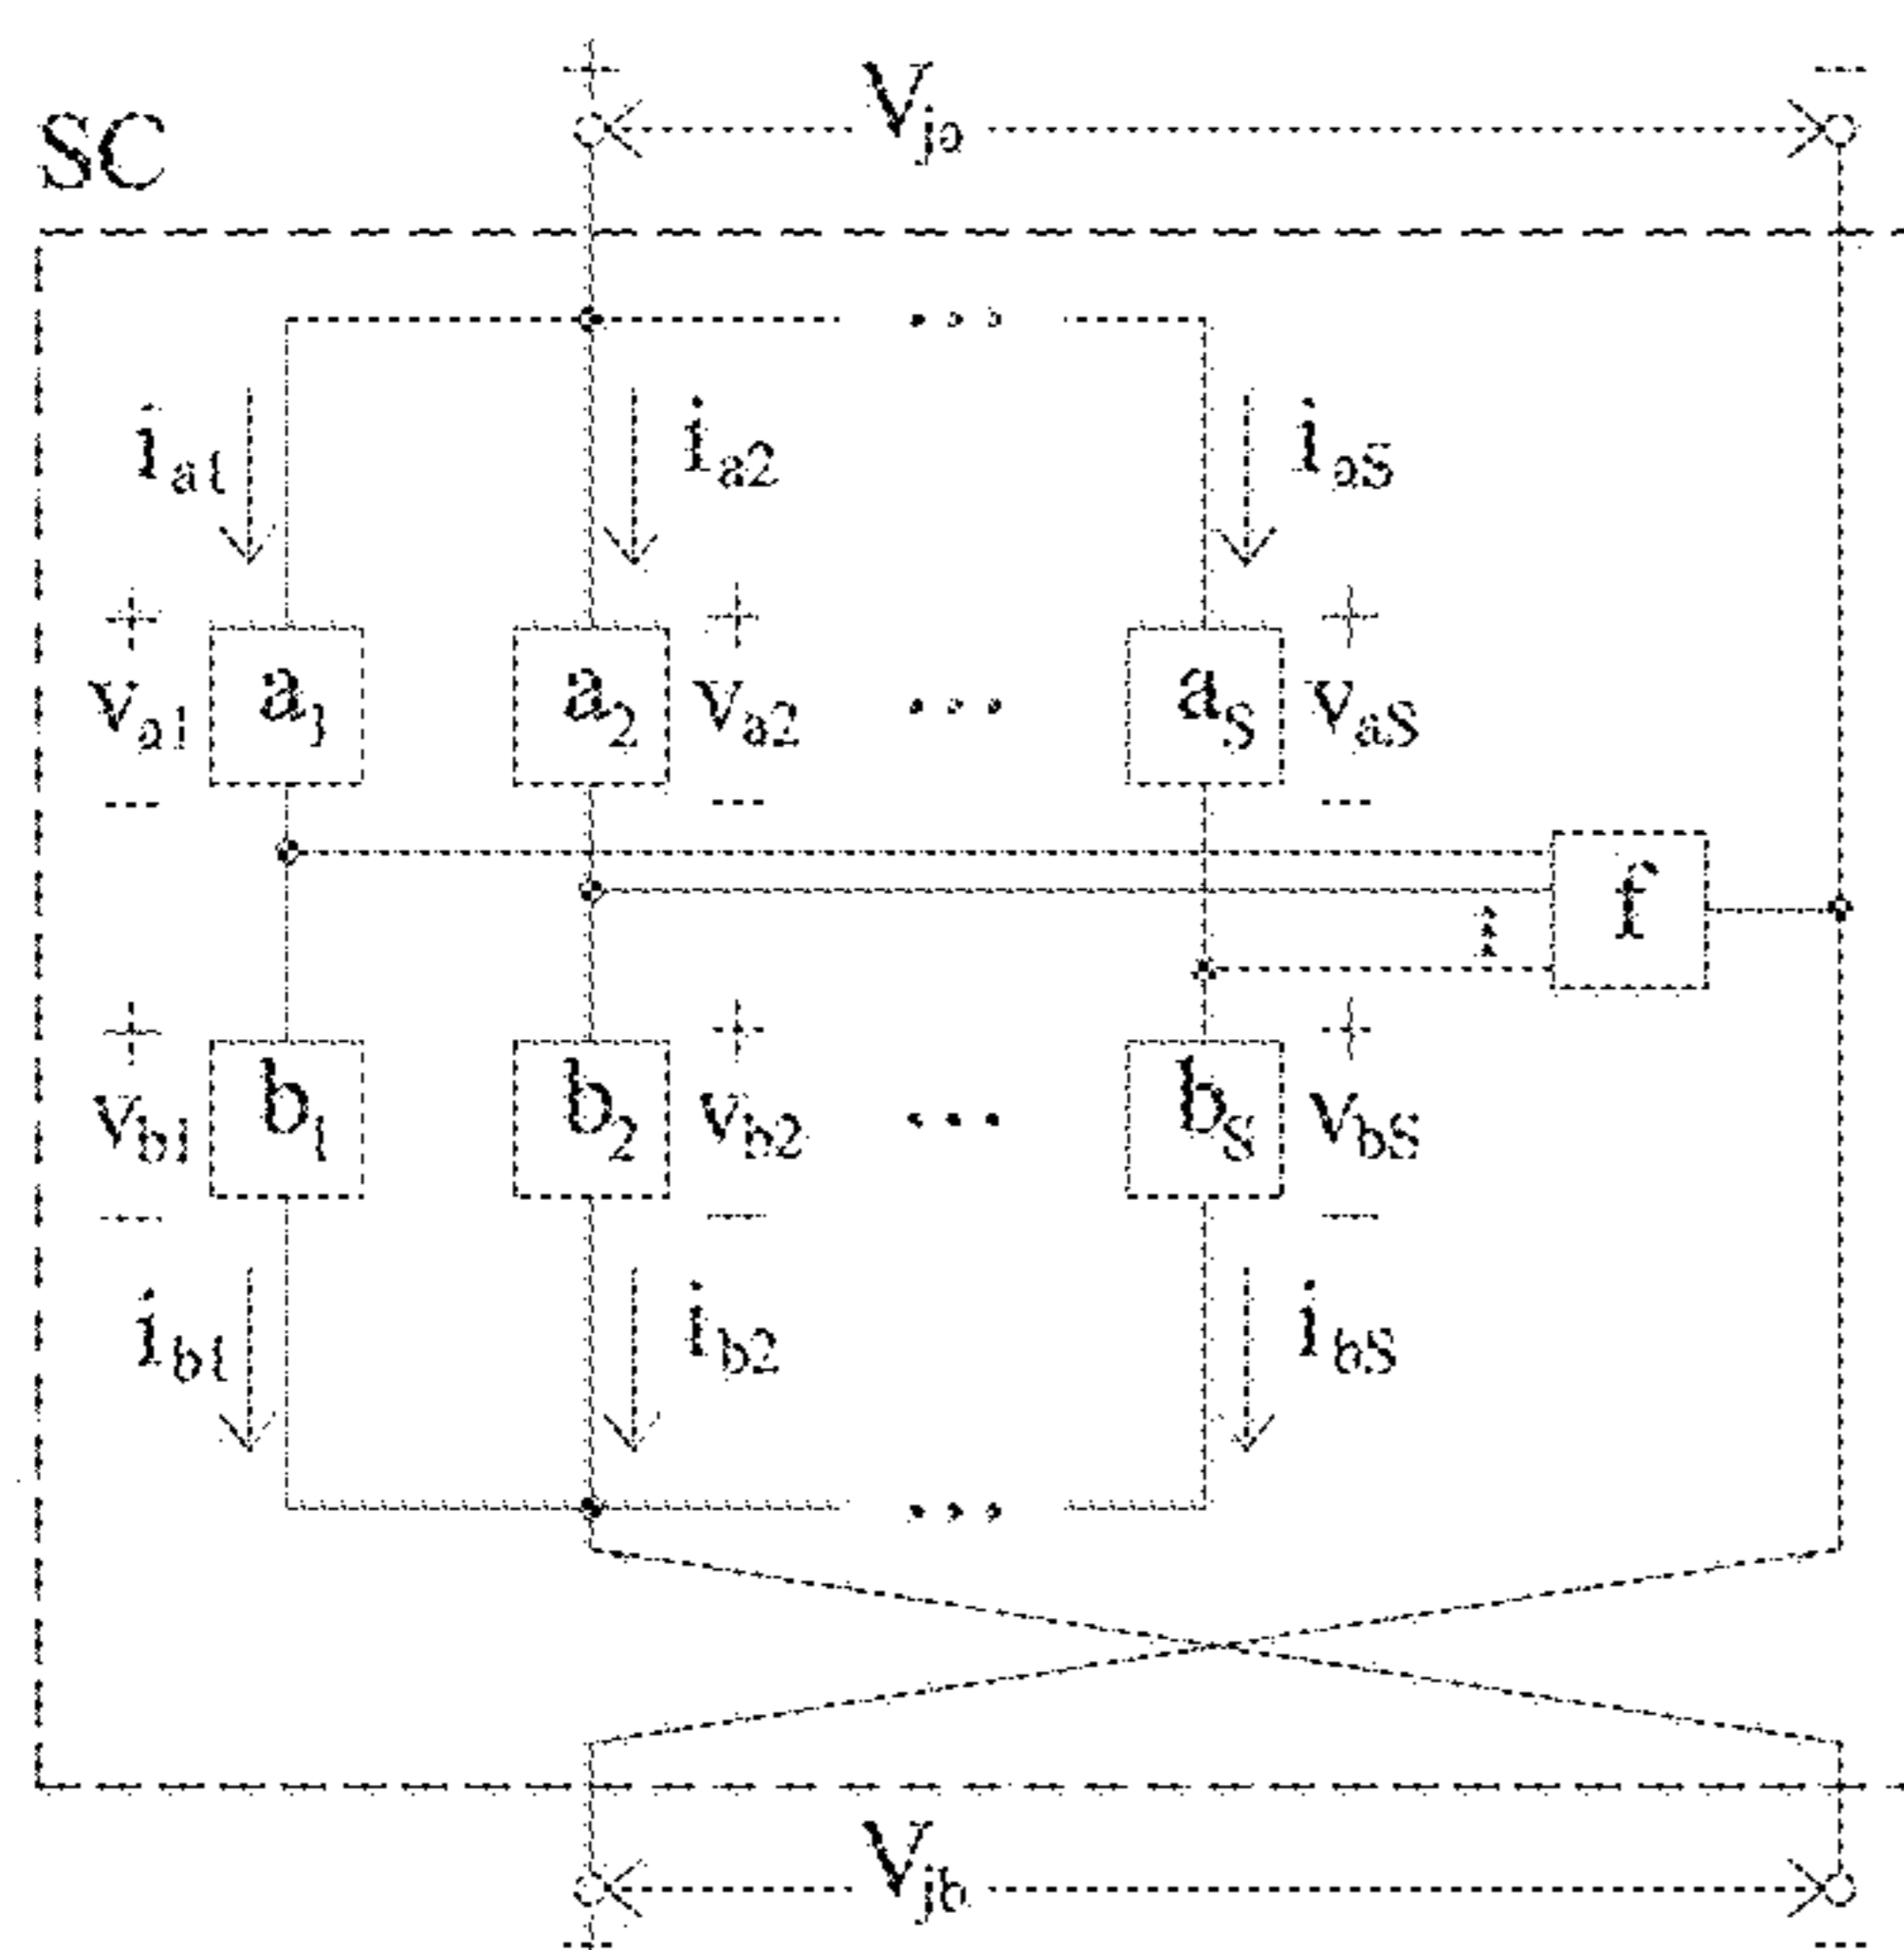 + V_ja −
SC
...
i_a1 i_a2 i_aS
+ + +
v_a1 a_1 a_2 v_a2 ... a_S v_aS
− − −
f
⋮
+ + +
v_b1 b_1 b_2 v_b2 ... b_S v_bS
− − −
i_b1 i_b2 i_bS
...
V_jb
−